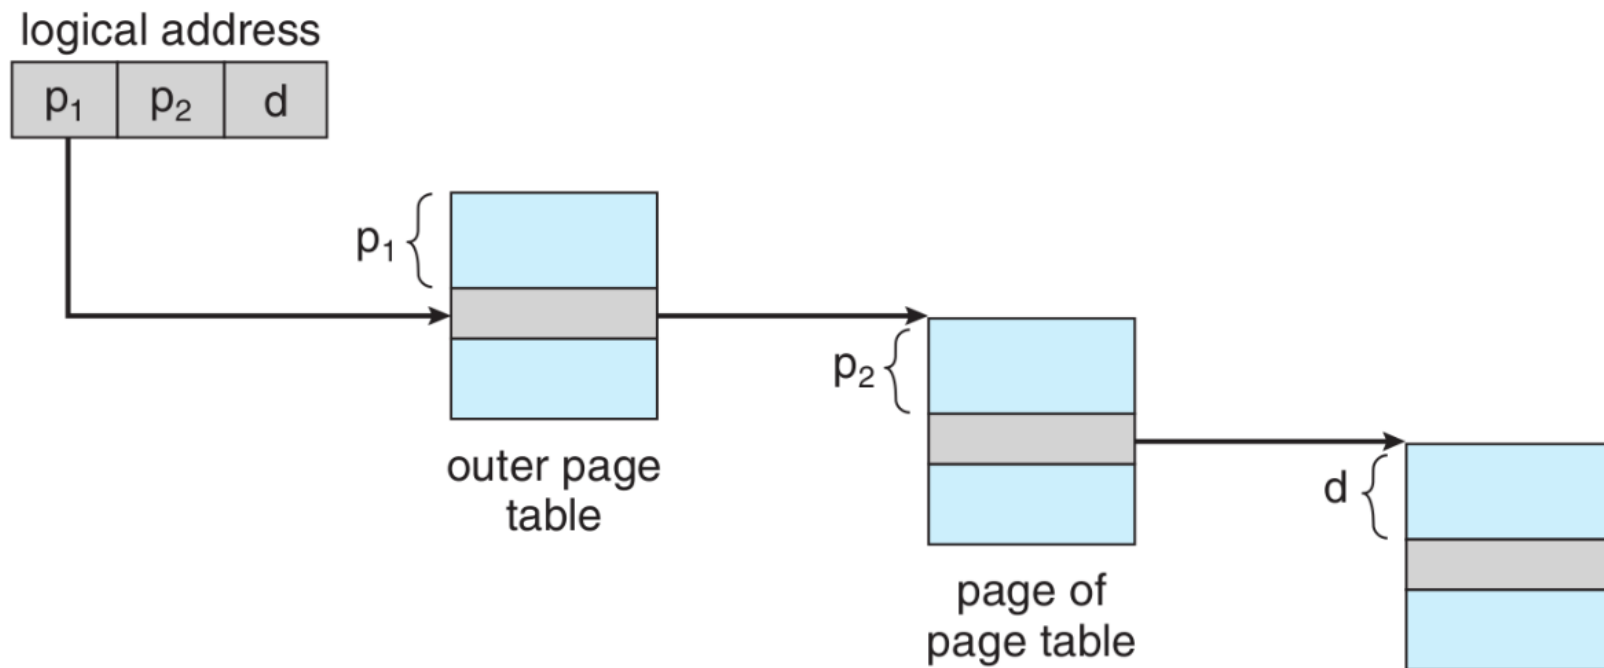 logical address
p₁ p₂ d
p₁
outer page
table
p₂
page of
page table
d